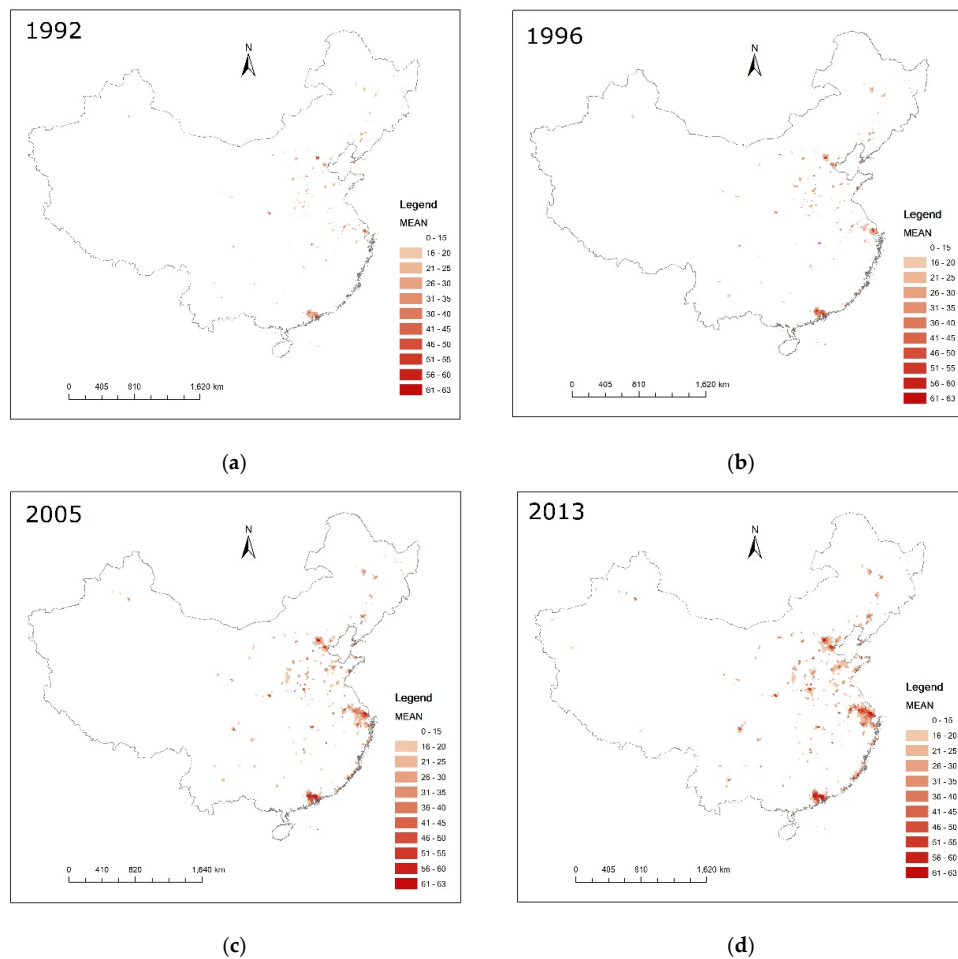 1992
N
Legend
MEAN
0 - 15
16 - 20
21 - 25
26 - 30
31 - 35
36 - 40
41 - 45
46 - 50
51 - 55
56 - 60
61 - 63
0 405 810 1,620 km
(a)
1996
N
Legend
MEAN
0 - 15
16 - 20
21 - 25
26 - 30
31 - 35
36 - 40
41 - 45
46 - 50
51 - 55
56 - 60
61 - 63
0 405 810 1,620 km
(b)
2005
N
Legend
MEAN
0 - 15
16 - 20
21 - 25
26 - 30
31 - 35
36 - 40
41 - 45
46 - 50
51 - 55
56 - 60
61 - 63
0 410 820 1,640 km
(c)
2013
N
Legend
MEAN
0 - 15
16 - 20
21 - 25
26 - 30
31 - 35
36 - 40
41 - 45
46 - 50
51 - 55
56 - 60
61 - 63
0 405 810 1,620 km
(d)